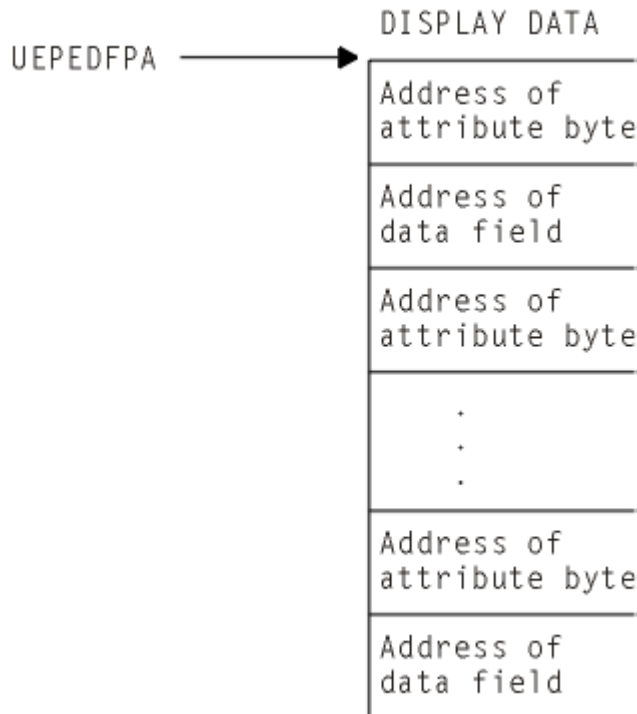 DISPLAY DATA
UEPEDFPA
Address of
attribute byte
Address of
data field
Address of
attribute byte
.
.
.
Address of
attribute byte
Address of
data field